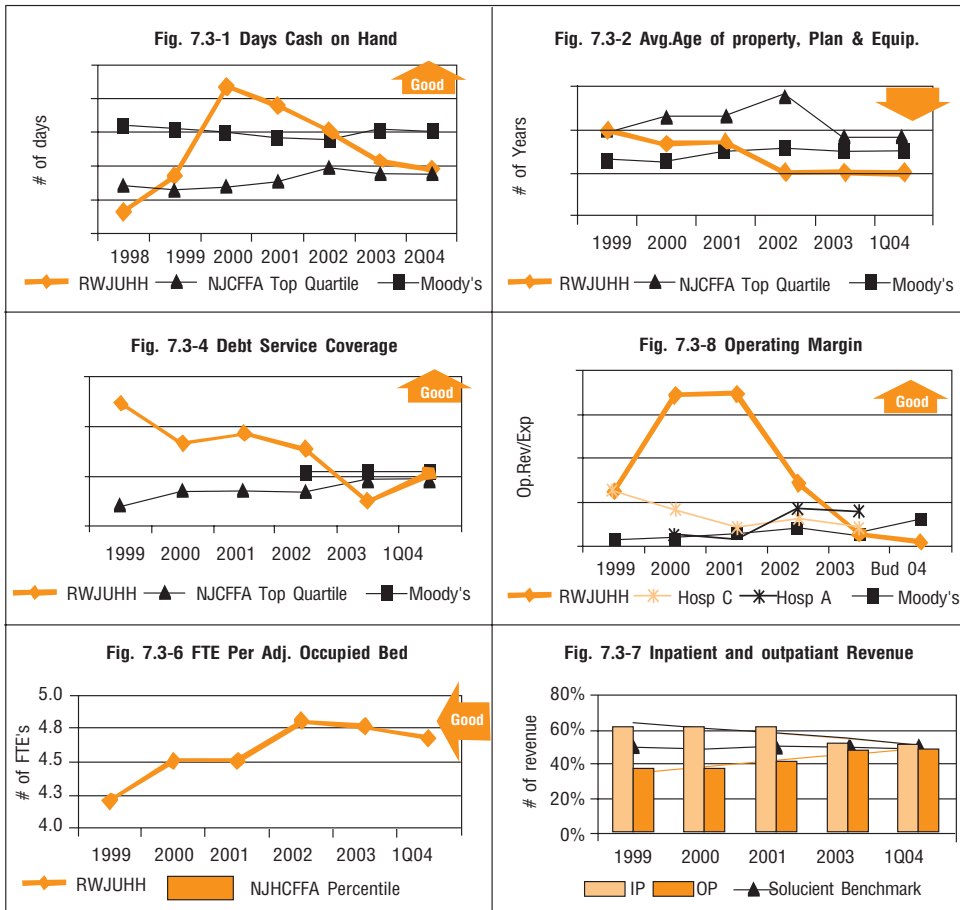 Fig. 7.3-1 Days Cash on Hand
Good
# of days
1998 1999 2000 2001 2002 2003 2Q04
RWJUHH NJCFFA Top Quartile Moody's
Fig. 7.3-2 Avg.Age of property, Plan & Equip.
# of Years
1999 2000 2001 2002 2003 1Q04
RWJUHH NJCFFA Top Quartile Moody's
Fig. 7.3-4 Debt Service Coverage
Good
1999 2000 2001 2002 2003 1Q04
RWJUHH NJCFFA Top Quartile Moody's
Fig. 7.3-8 Operating Margin
Good
Op.Rev/Exp
1999 2000 2001 2002 2003 Bud 04
RWJUHH Hosp C Hosp A Moody's
Fig. 7.3-6 FTE Per Adj. Occupied Bed
Good
# of FTE's
5.0
4.8
4.5
4.3
4.0
1999 2000 2001 2002 2003 1Q04
RWJUHH NJHCFFA Percentile
Fig. 7.3-7 Inpatient and outpatiant Revenue
# of revenue
80%
60%
40%
20%
0%
1999 2000 2001 2003 1Q04
IP OP Solucient Benchmark